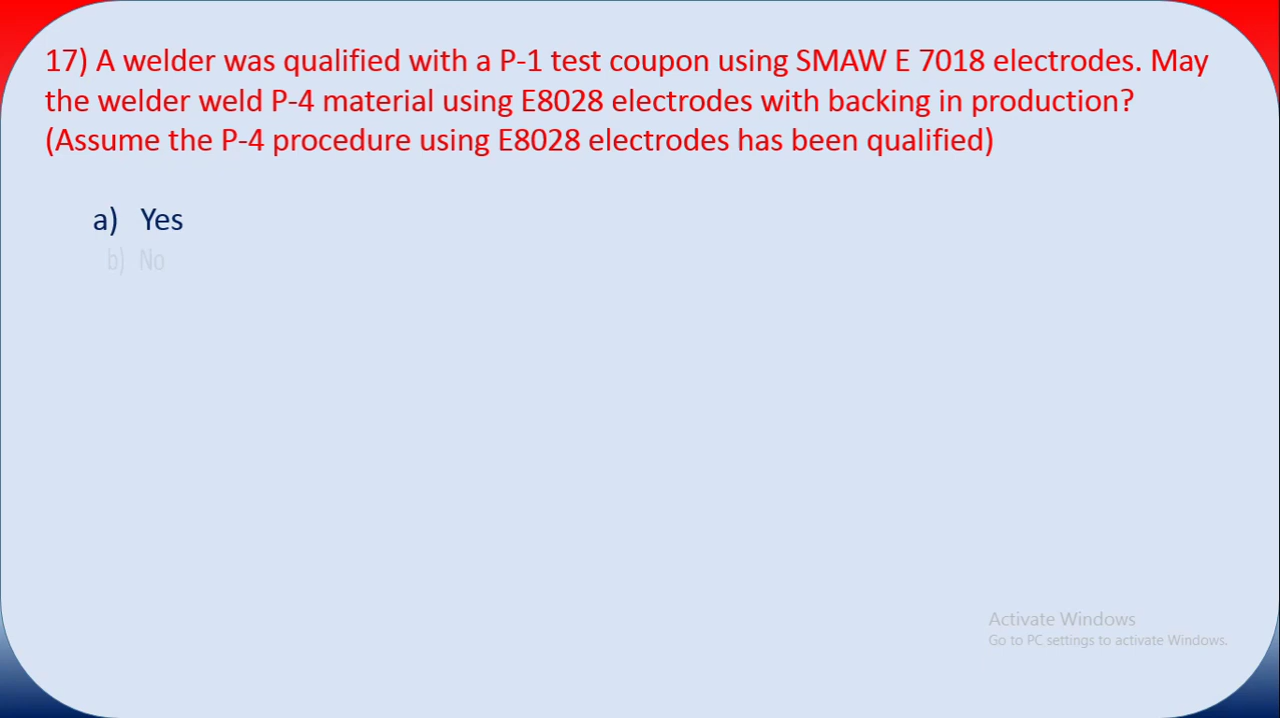 17) A welder was qualified with a P-1 test coupon using SMAW E 7018 electrodes. May
the welder weld P-4 material using E8028 electrodes with backing in production?
(Assume the P-4 procedure using E8028 electrodes has been qualified)
a) Yes
b) No
Activate Windows
Go to PC settings to activate Windows.